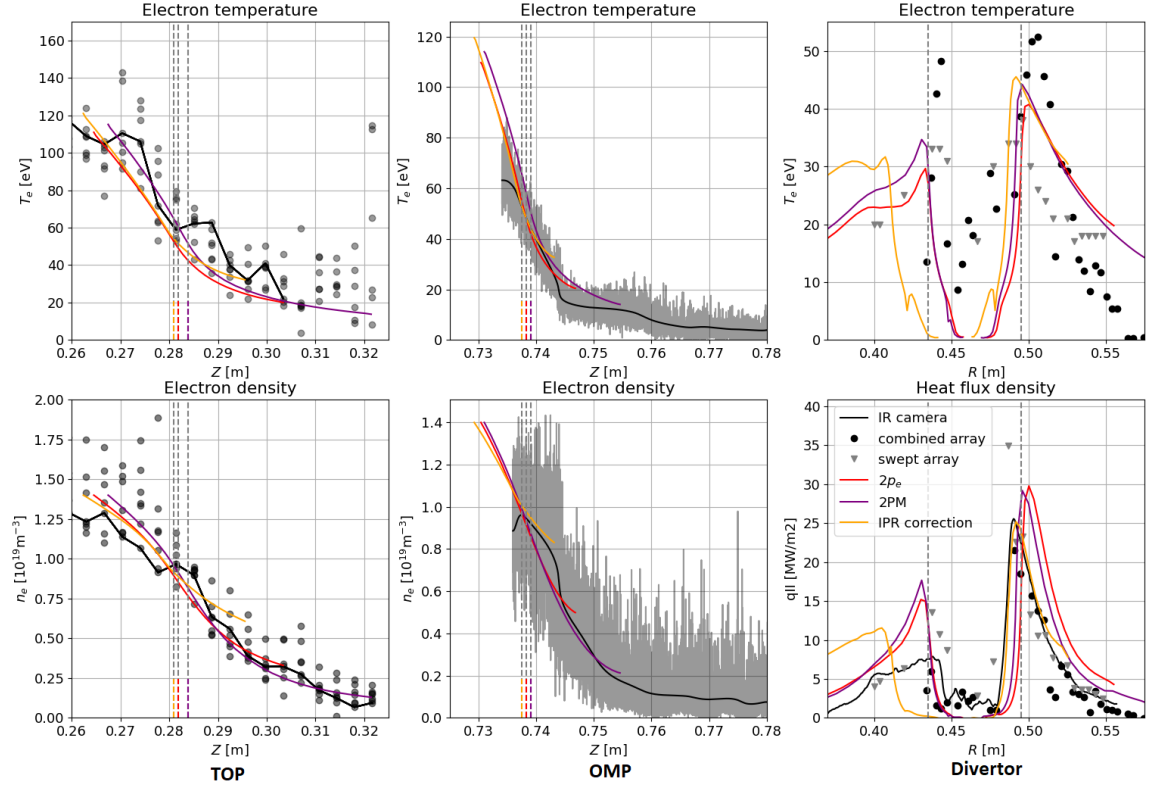 Electron temperature
Electron temperature
Electron temperature
T_e [eV]
160
140
120
100
80
60
40
20
0
0.26 0.27 0.28 0.29 0.30 0.31 0.32
Z [m]
T_e [eV]
120
100
80
60
40
20
0
0.73 0.74 0.75 0.76 0.77 0.78
Z [m]
T_e [eV]
50
40
30
20
10
0
0.40 0.45 0.50 0.55
R [m]
Electron density
Electron density
Heat flux density
n_e [10^19 m^−3]
2.00
1.75
1.50
1.25
1.00
0.75
0.50
0.25
0.00
0.26 0.27 0.28 0.29 0.30 0.31 0.32
Z [m]
TOP
n_e [10^19 m^−3]
1.4
1.2
1.0
0.8
0.6
0.4
0.2
0.0
0.73 0.74 0.75 0.76 0.77 0.78
Z [m]
OMP
qII [MW/m2]
40
35
30
25
20
15
10
5
0
IR camera
combined array
swept array
2p_e
2PM
IPR correction
0.40 0.45 0.50 0.55
R [m]
Divertor